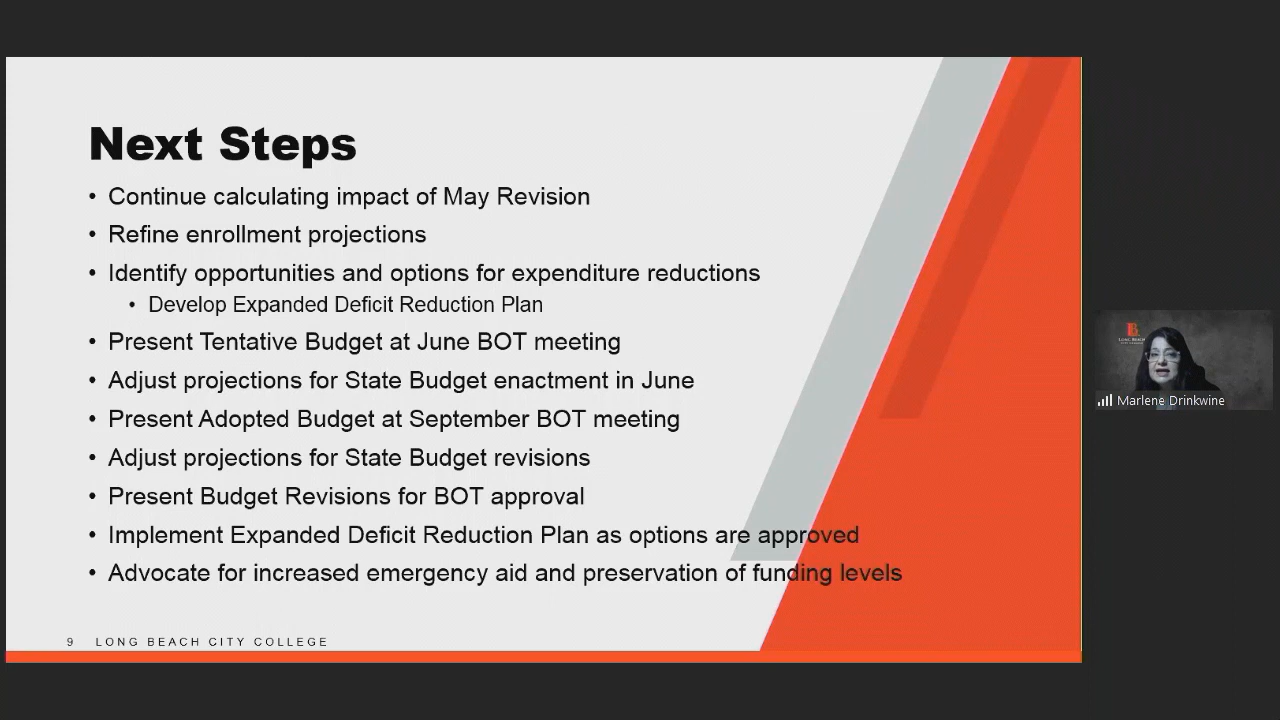 Next Steps
• Continue calculating impact of May Revision
• Refine enrollment projections
• Identify opportunities and options for expenditure reductions
• Develop Expanded Deficit Reduction Plan
• Present Tentative Budget at June BOT meeting
• Adjust projections for State Budget enactment in June
• Present Adopted Budget at September BOT meeting
• Adjust projections for State Budget revisions
• Present Budget Revisions for BOT approval
• Implement Expanded Deficit Reduction Plan as options are approved
• Advocate for increased emergency aid and preservation of funding levels
9 LONG BEACH CITY COLLEGE
LONG BEACH
Marlene Drinkwine